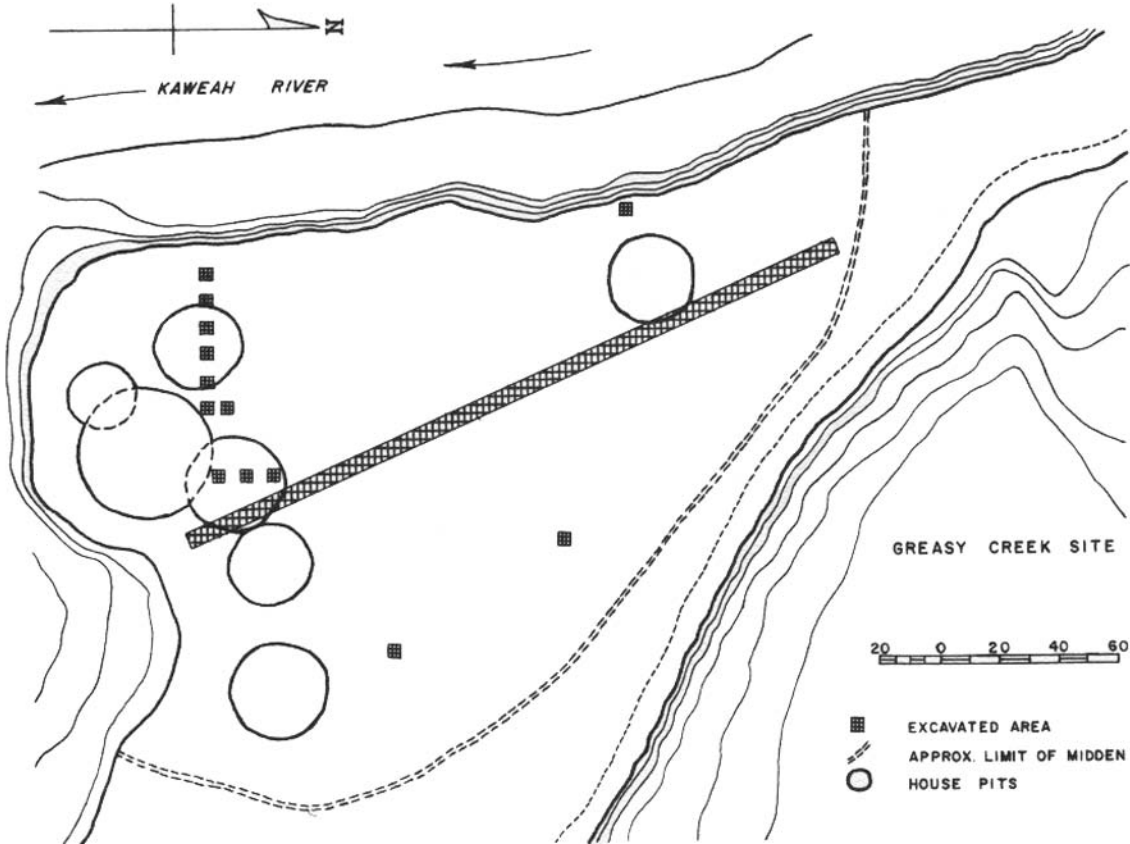 N
KAWEAH RIVER
GREASY CREEK SITE
20 0 20 40 60
EXCAVATED AREA
APPROX. LIMIT OF MIDDEN
HOUSE PITS